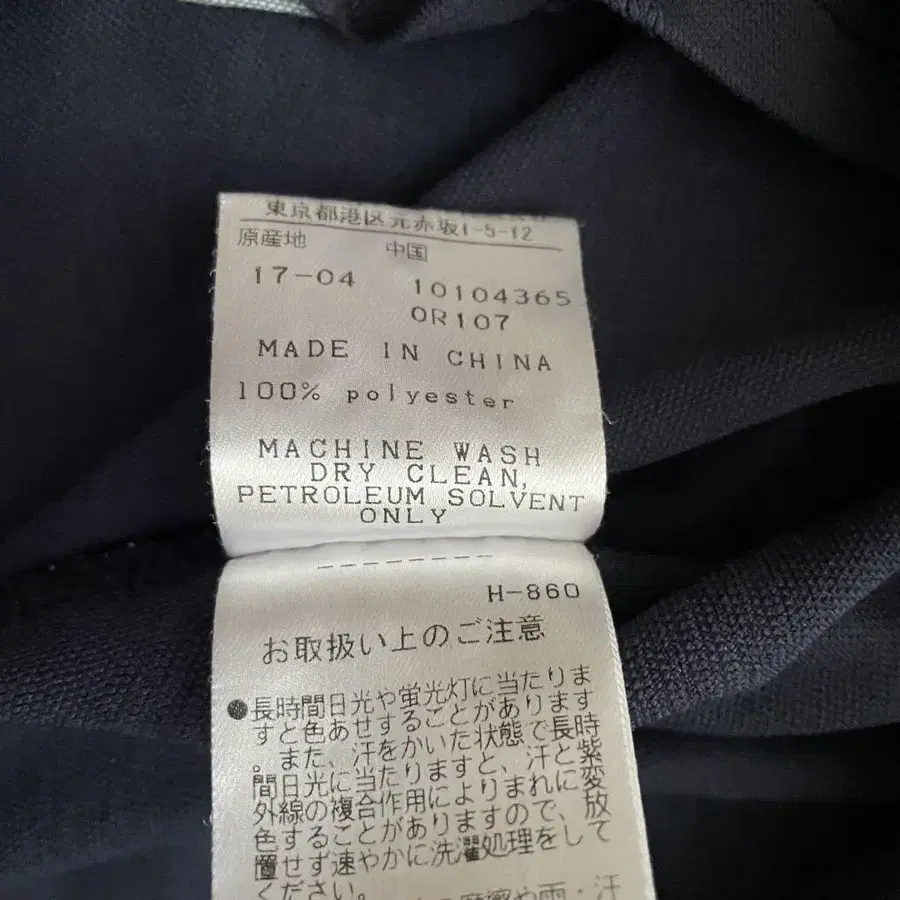 東京都港区元赤坂1-5-12
原産地 中国
17-04 10104365
OR107
MADE IN CHINA
100% polyester
MACHINE WASH
DRY CLEAN,
PETROLEUM SOLVENT
ONLY
--------
H-860
お取扱い上のご注意
●長時間日光や蛍光灯に当たりま
すと色あせすることがあります
。また、汗をかいた状態で長時
間日光に当たりますと、汗と紫
外線の複合作用によりまれに変
色することがありますので、放
置せず速やかに洗濯処理をして
ください。
摩擦や雨・汗